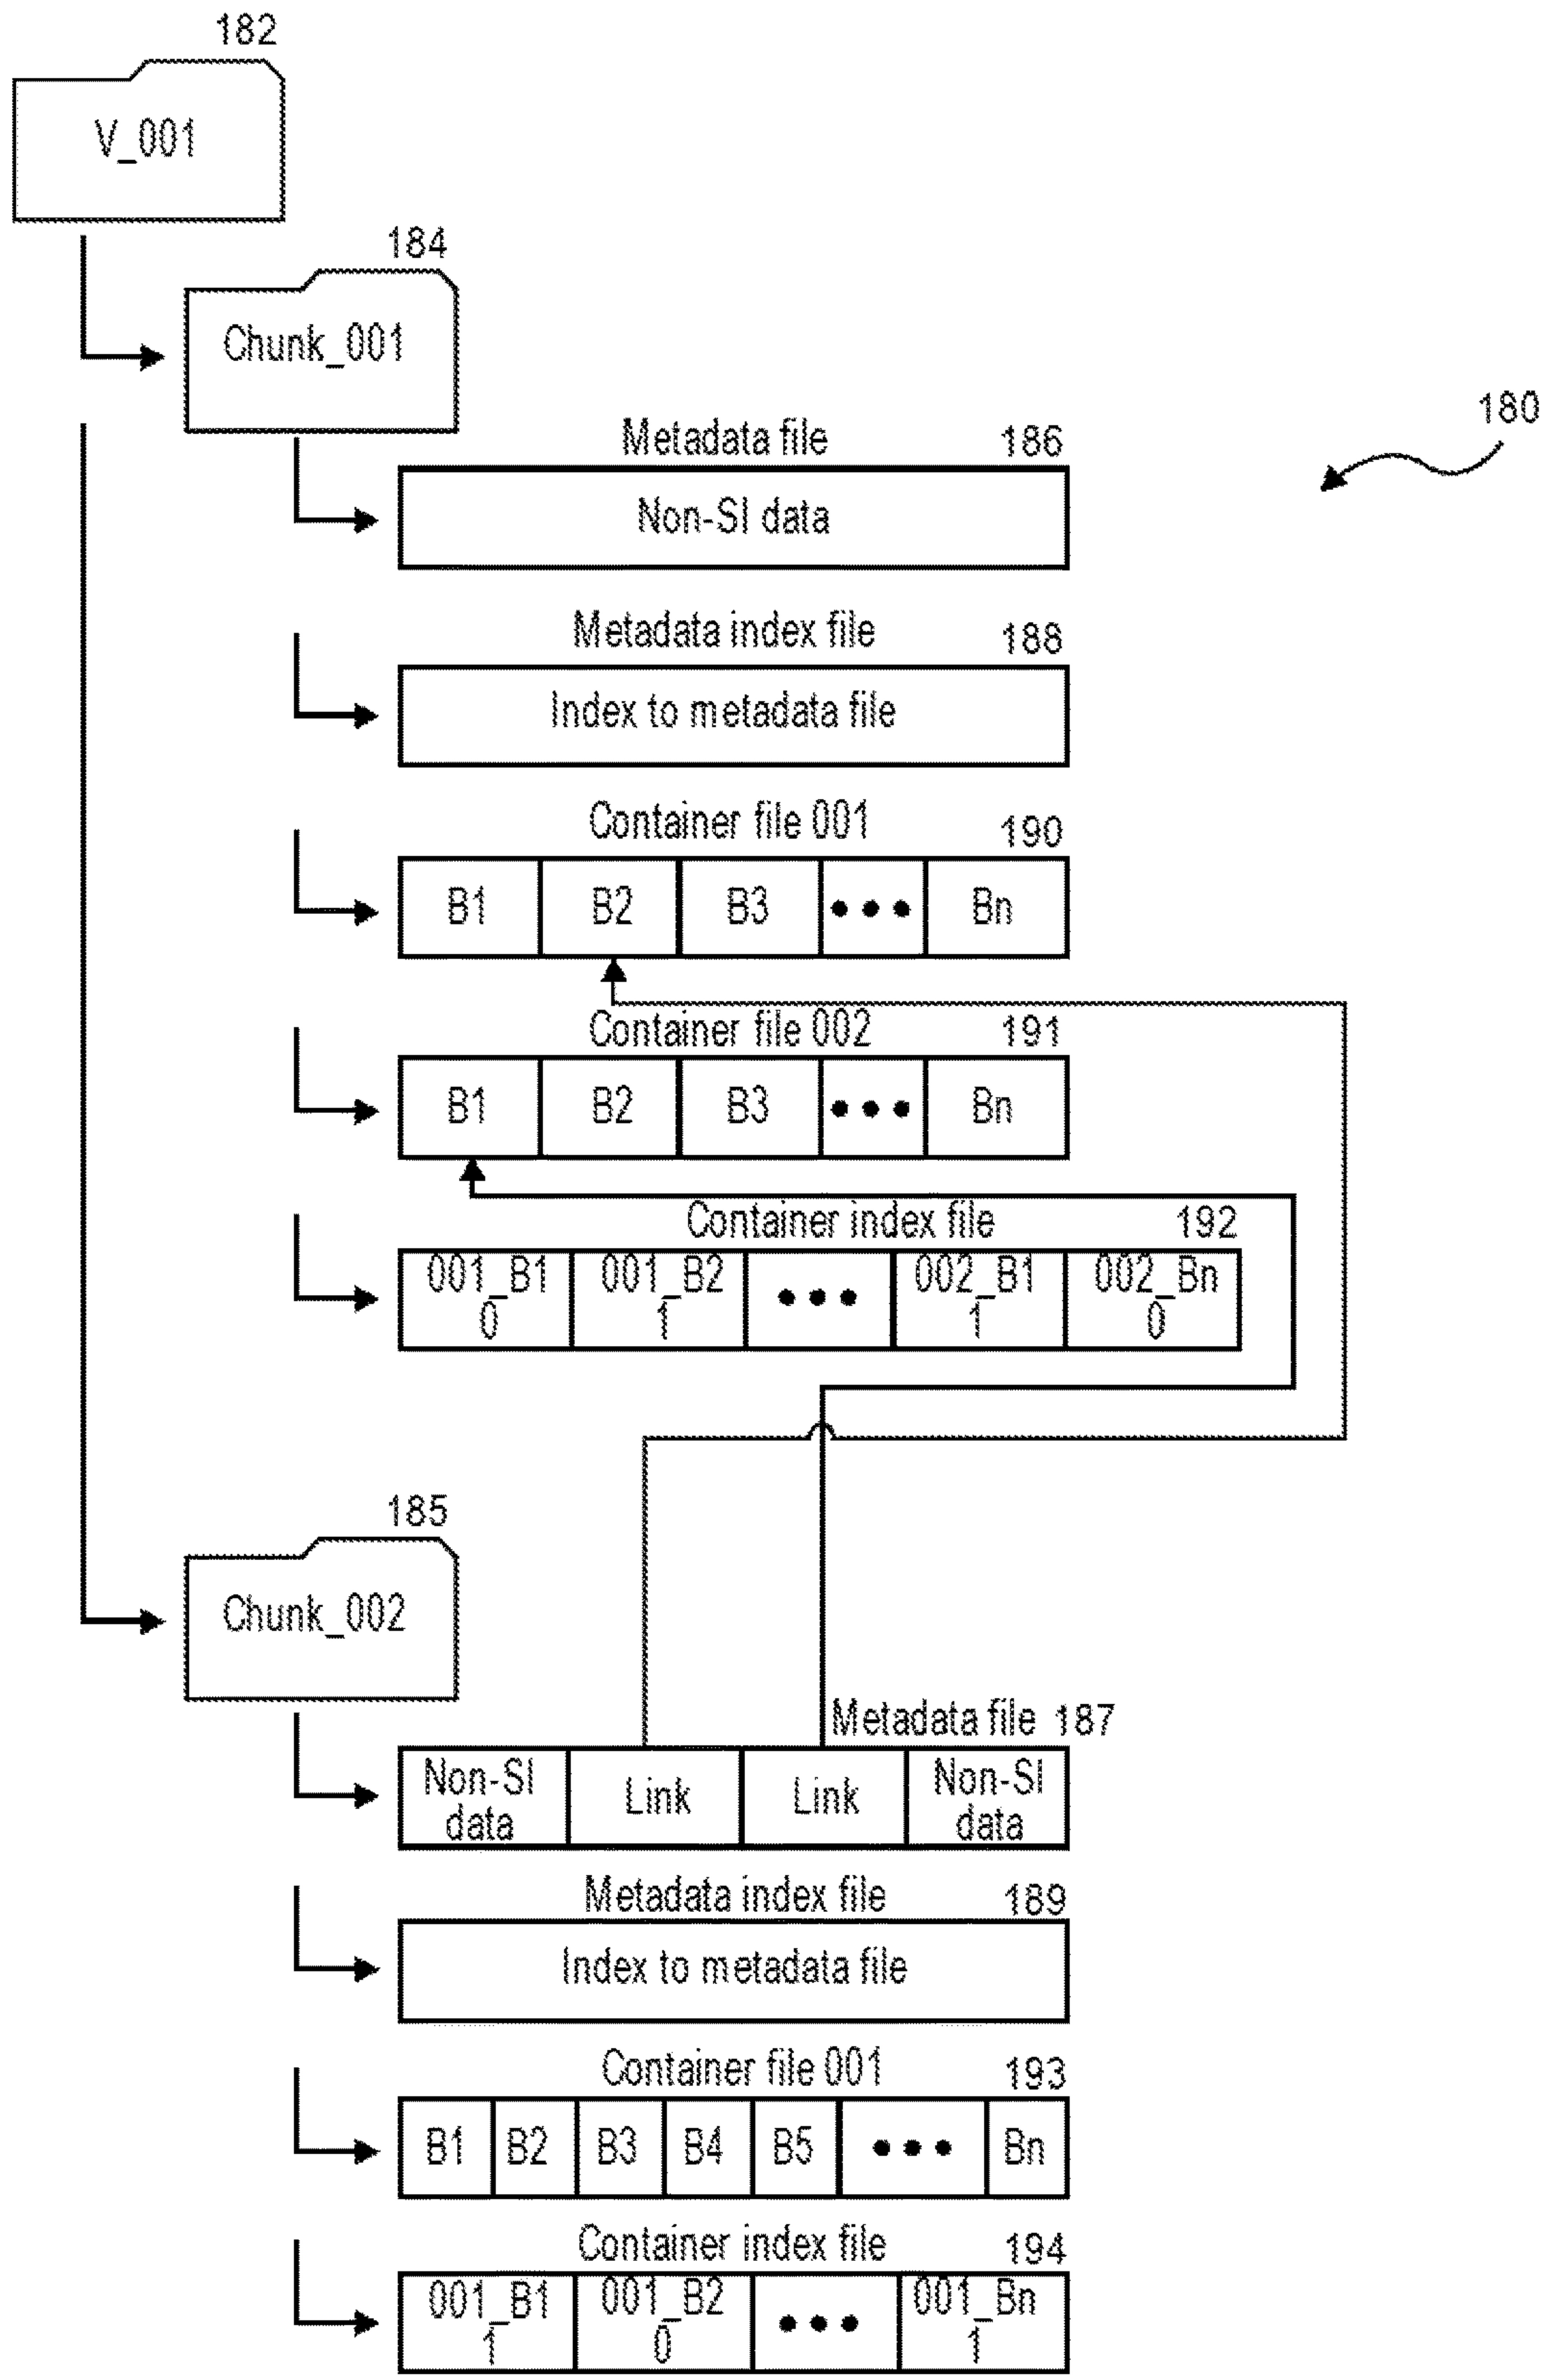 182
V_001
184
Chunk_001
180
Metadata file 186
Non-SI data
Metadata index file 188
Index to metadata file
Container file 001 190
B1 B2 B3 ••• Bn
Container file 002 191
B1 B2 B3 ••• Bn
Container index file 192
001_B1 001_B2 ••• 002_B1 002_Bn
0 1 1 0
185
Chunk_002
Metadata file 187
Non-SI Link Link Non-SI
data data
Metadata index file 189
Index to metadata file
Container file 001 193
B1 B2 B3 B4 B5 ••• Bn
Container index file 194
001_B1 001_B2 ••• 001_Bn
1 0 1